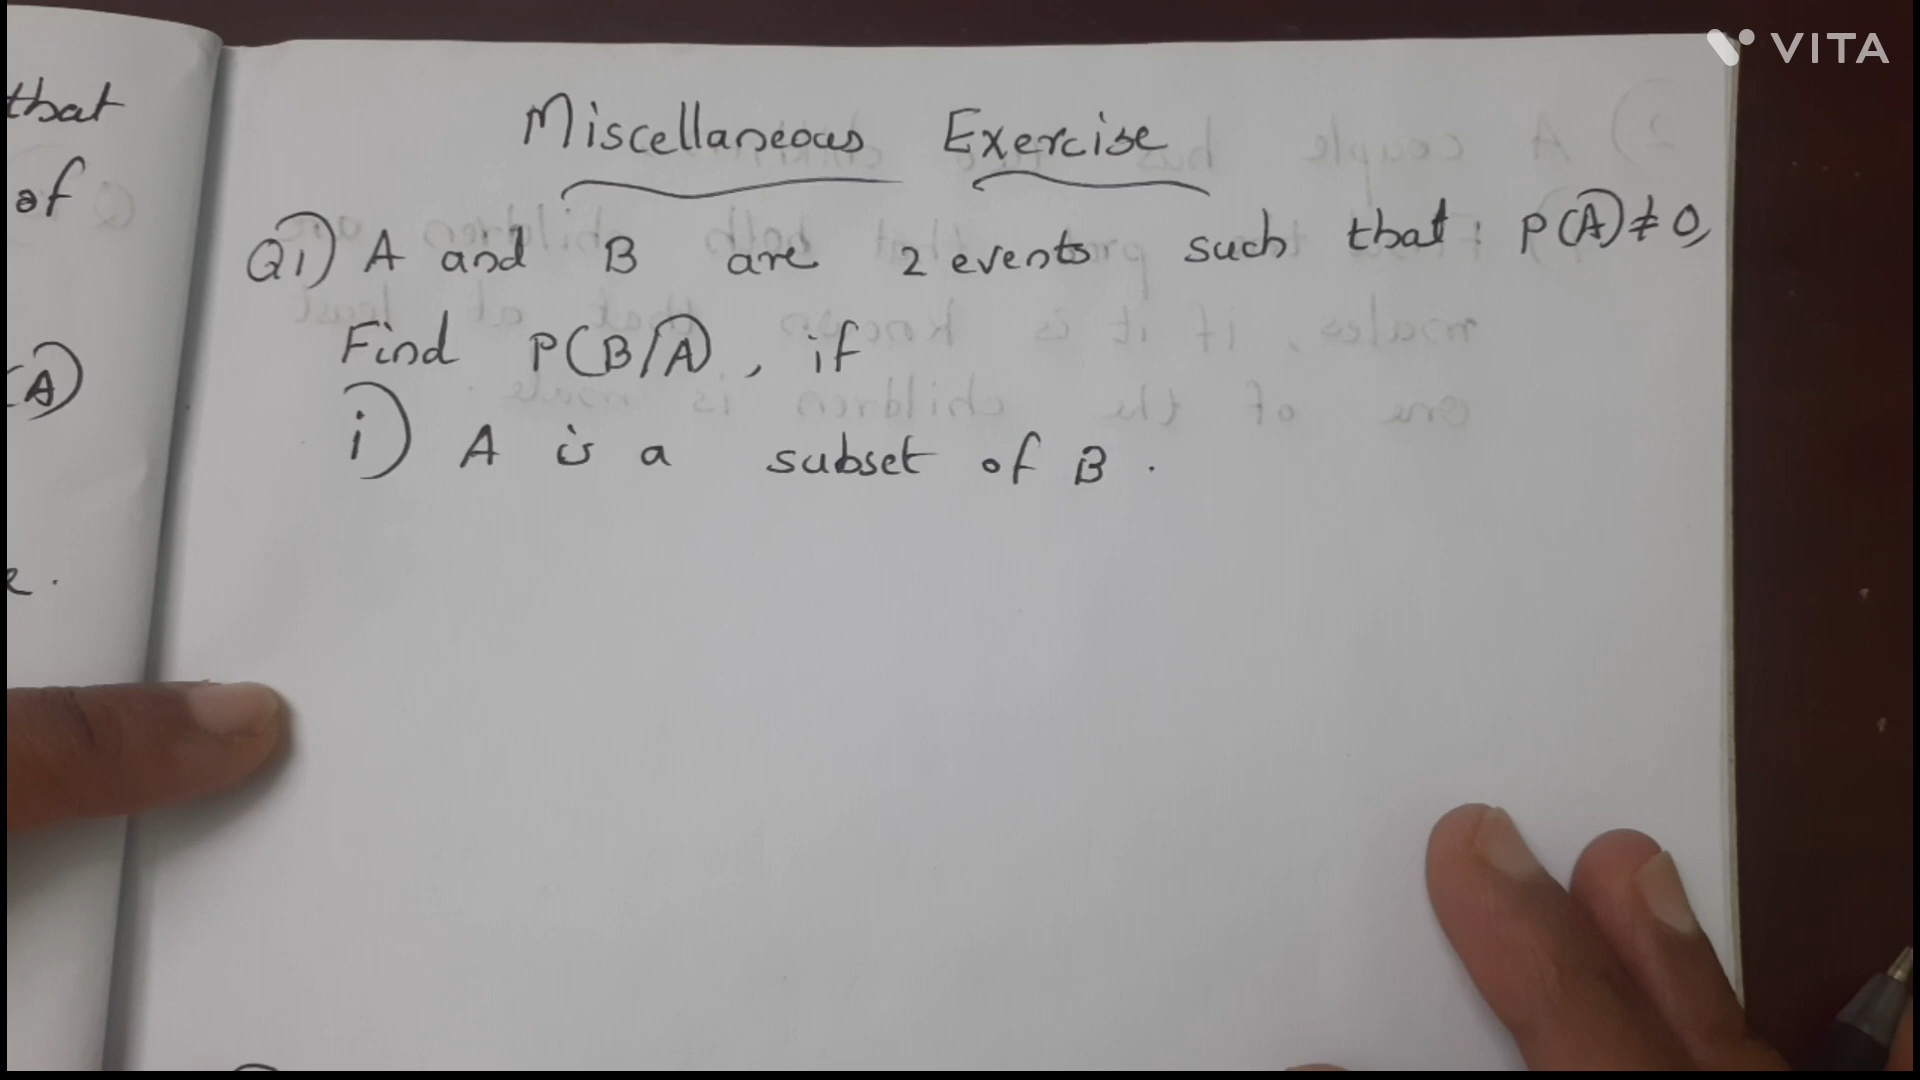 VITA
that
of
A)
e.
Miscellaneous Exercise
Q1) A and B are 2 events such that P(A) ≠ 0,
Find P(B/A), if
i) A is a subset of B.